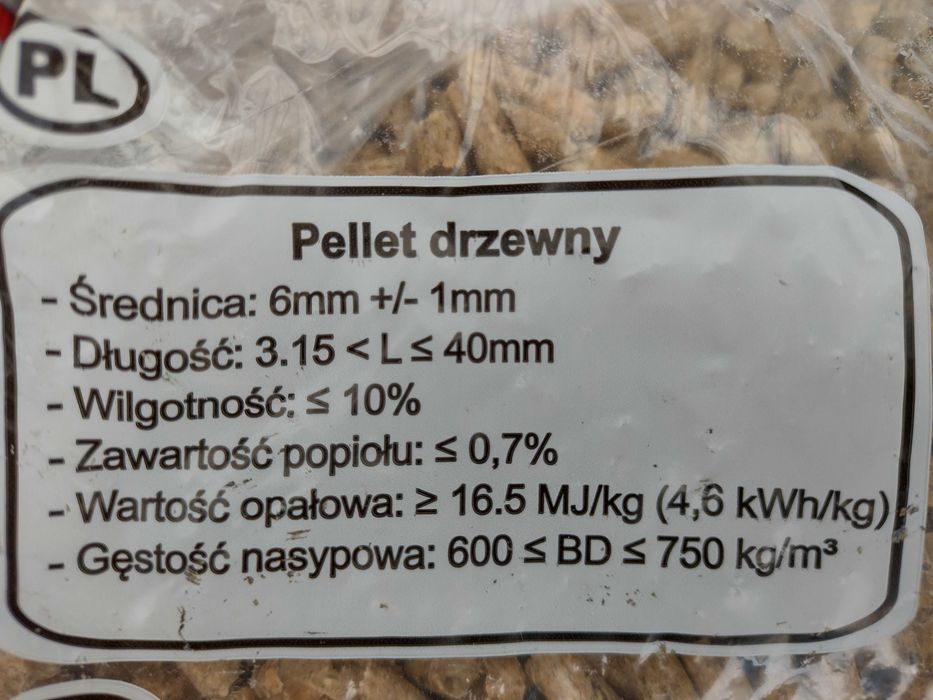 PL
Pellet drzewny
- Średnica: 6mm +/- 1mm
- Długość: 3.15 < L ≤ 40mm
- Wilgotność: ≤ 10%
- Zawartość popiołu: ≤ 0,7%
- Wartość opałowa: ≥ 16.5 MJ/kg (4,6 kWh/kg)
- Gęstość nasypowa: 600 ≤ BD ≤ 750 kg/m³